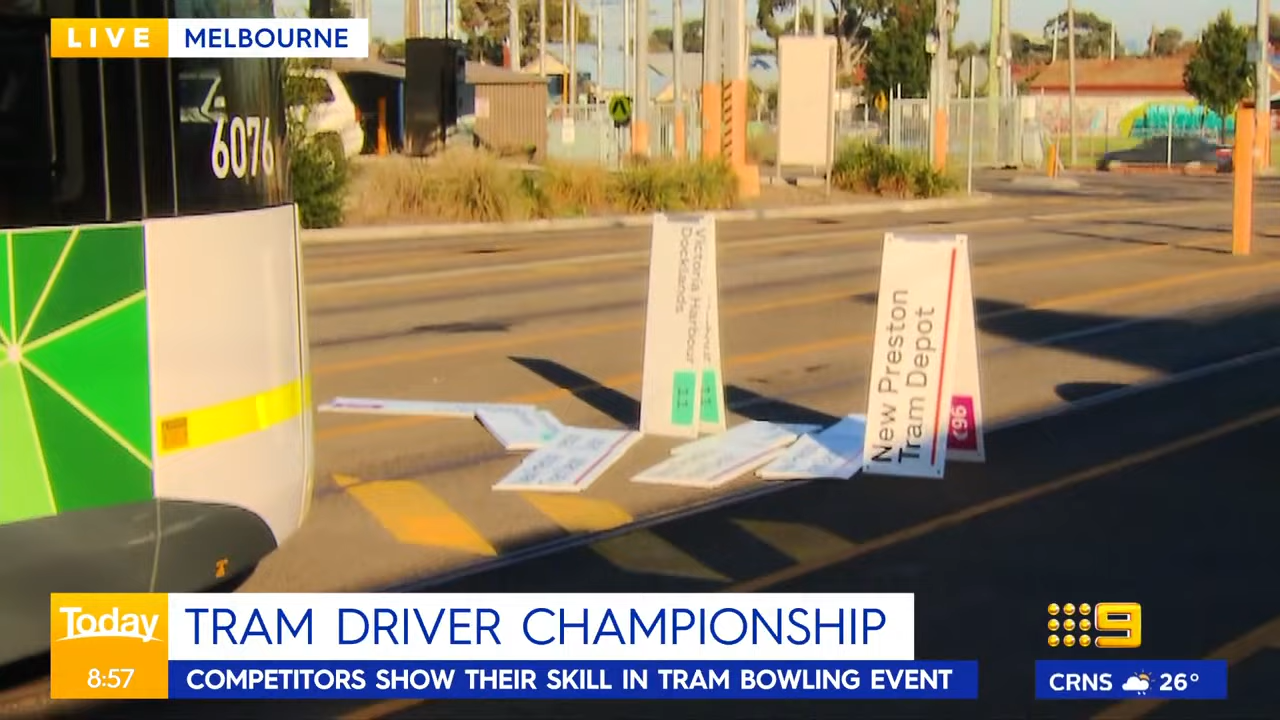 LIVE MELBOURNE
6076
Victoria Harbour
Docklands
11
11
New Preston
Tram Depot
96
Today
TRAM DRIVER CHAMPIONSHIP
9
8:57
COMPETITORS SHOW THEIR SKILL IN TRAM BOWLING EVENT
CRNS 26°